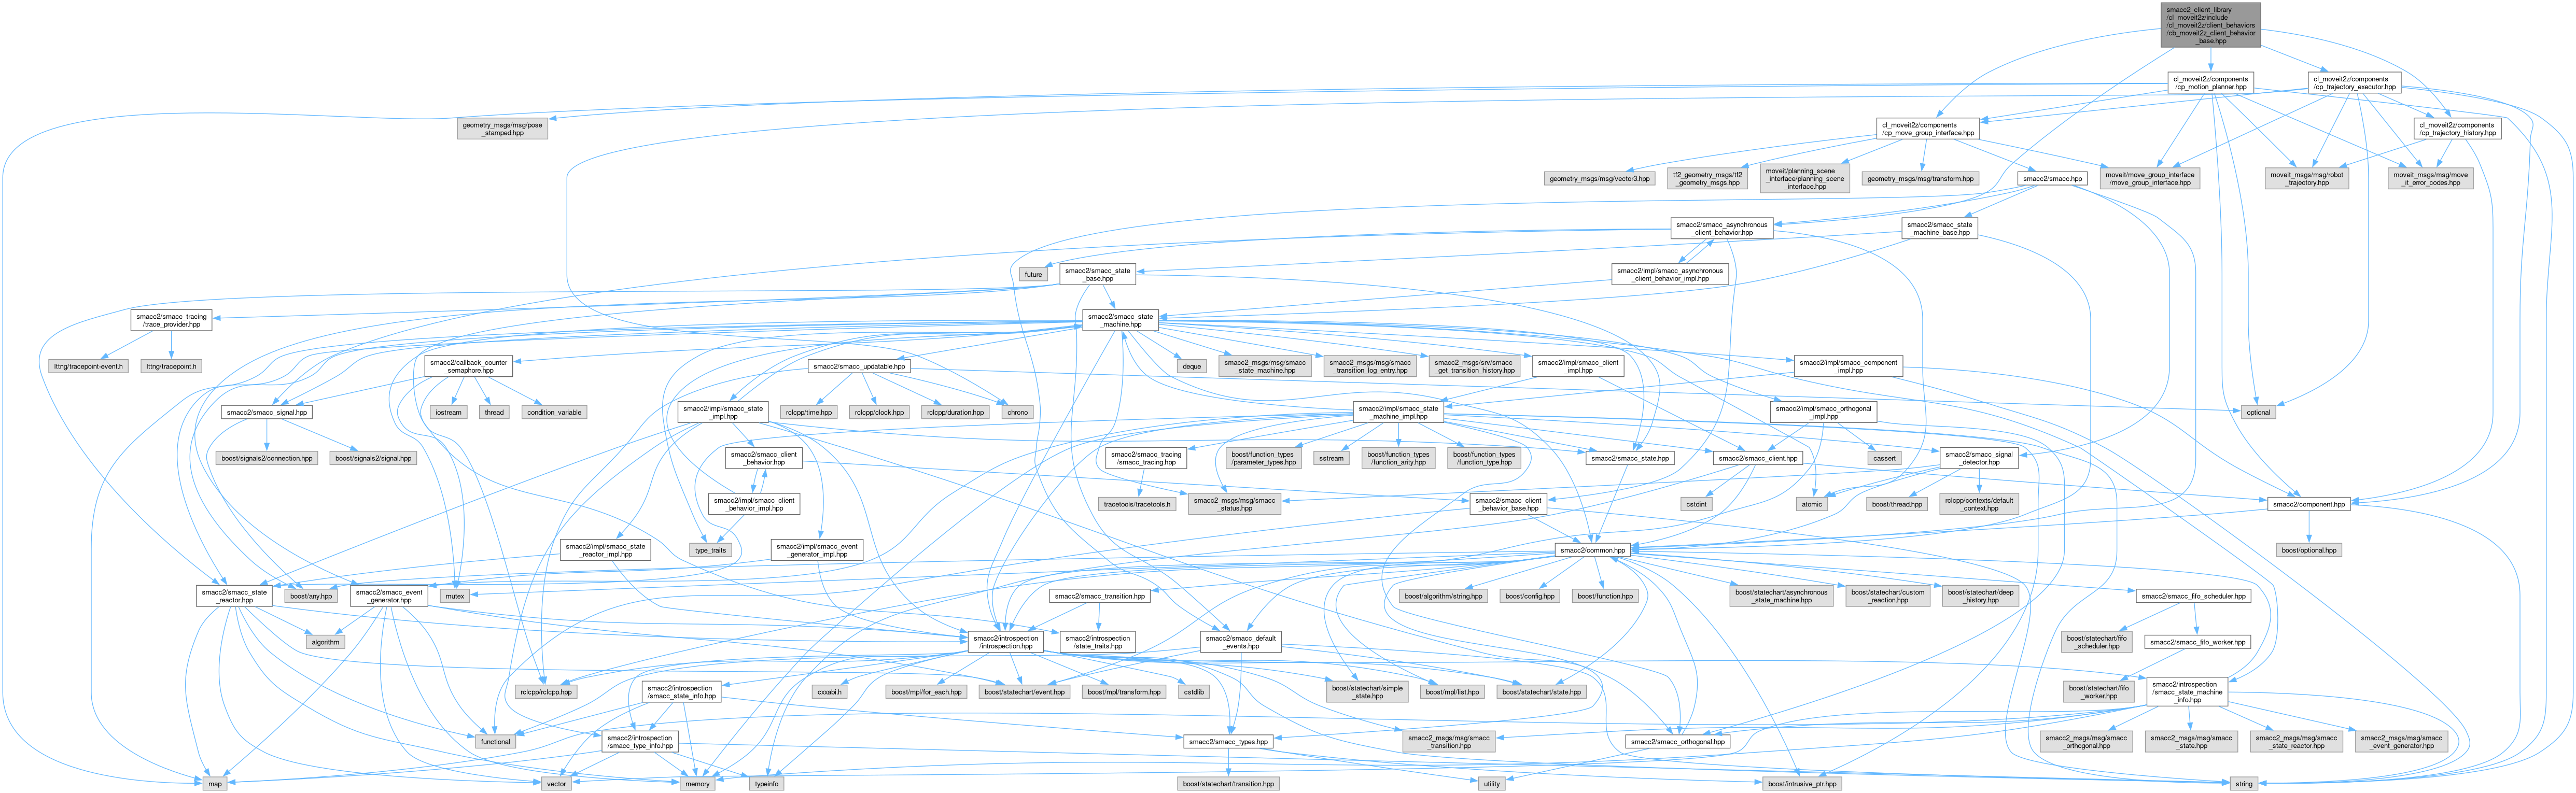 smacc2_client_library
/cl_moveit2z/include
/cl_moveit2z/client_behaviors
/cb_moveit2z_client_behavior
_base.hpp
cl_moveit2z/components
/cp_motion_planner.hpp
cl_moveit2z/components
/cp_trajectory_executor.hpp
geometry_msgs/msg/pose
_stamped.hpp
cl_moveit2z/components
/cp_move_group_interface.hpp
cl_moveit2z/components
/cp_trajectory_history.hpp
geometry_msgs/msg/vector3.hpp
tf2_geometry_msgs/tf2
_geometry_msgs.hpp
moveit/planning_scene
_interface/planning_scene
_interface.hpp
geometry_msgs/msg/transform.hpp
smacc2/smacc.hpp
moveit/move_group_interface
/move_group_interface.hpp
moveit_msgs/msg/robot
_trajectory.hpp
moveit_msgs/msg/move
_it_error_codes.hpp
smacc2/smacc_asynchronous
_client_behavior.hpp
smacc2/smacc_state
_machine_base.hpp
future
smacc2/smacc_state
_base.hpp
smacc2/impl/smacc_asynchronous
_client_behavior_impl.hpp
smacc2/smacc_tracing
/trace_provider.hpp
smacc2/smacc_state
_machine.hpp
lttng/tracepoint-event.h
lttng/tracepoint.h
smacc2/callback_counter
_semaphore.hpp
smacc2/smacc_updatable.hpp
deque
smacc2_msgs/msg/smacc
_state_machine.hpp
smacc2_msgs/msg/smacc
_transition_log_entry.hpp
smacc2_msgs/srv/smacc
_get_transition_history.hpp
smacc2/impl/smacc_client
_impl.hpp
smacc2/impl/smacc_component
_impl.hpp
smacc2/smacc_signal.hpp
iostream
thread
condition_variable
smacc2/impl/smacc_state
_impl.hpp
rclcpp/time.hpp
rclcpp/clock.hpp
rclcpp/duration.hpp
chrono
smacc2/impl/smacc_state
_machine_impl.hpp
smacc2/impl/smacc_orthogonal
_impl.hpp
optional
boost/signals2/connection.hpp
boost/signals2/signal.hpp
smacc2/smacc_client
_behavior.hpp
smacc2/smacc_tracing
/smacc_tracing.hpp
boost/function_types
/parameter_types.hpp
sstream
boost/function_types
/function_arity.hpp
boost/function_types
/function_type.hpp
smacc2/smacc_state.hpp
smacc2/smacc_client.hpp
cassert
smacc2/smacc_signal
_detector.hpp
smacc2/impl/smacc_client
_behavior_impl.hpp
tracetools/tracetools.h
smacc2_msgs/msg/smacc
_status.hpp
smacc2/smacc_client
_behavior_base.hpp
cstdint
atomic
boost/thread.hpp
rclcpp/contexts/default
_context.hpp
smacc2/component.hpp
smacc2/impl/smacc_state
_reactor_impl.hpp
type_traits
smacc2/impl/smacc_event
_generator_impl.hpp
smacc2/common.hpp
boost/optional.hpp
smacc2/smacc_state
_reactor.hpp
boost/any.hpp
smacc2/smacc_event
_generator.hpp
mutex
smacc2/smacc_transition.hpp
boost/algorithm/string.hpp
boost/config.hpp
boost/function.hpp
boost/statechart/asynchronous
_state_machine.hpp
boost/statechart/custom
_reaction.hpp
boost/statechart/deep
_history.hpp
smacc2/smacc_fifo_scheduler.hpp
algorithm
smacc2/introspection
/introspection.hpp
smacc2/introspection
/state_traits.hpp
smacc2/smacc_default
_events.hpp
boost/statechart/fifo
_scheduler.hpp
smacc2/smacc_fifo_worker.hpp
rclcpp/rclcpp.hpp
smacc2/introspection
/smacc_state_info.hpp
cxxabi.h
boost/mpl/for_each.hpp
boost/statechart/event.hpp
boost/mpl/transform.hpp
cstdlib
boost/statechart/simple
_state.hpp
boost/mpl/list.hpp
boost/statechart/state.hpp
boost/statechart/fifo
_worker.hpp
smacc2/introspection
/smacc_state_machine
_info.hpp
functional
smacc2/introspection
/smacc_type_info.hpp
smacc2/smacc_types.hpp
smacc2_msgs/msg/smacc
_transition.hpp
smacc2/smacc_orthogonal.hpp
smacc2_msgs/msg/smacc
_orthogonal.hpp
smacc2_msgs/msg/smacc
_state.hpp
smacc2_msgs/msg/smacc
_state_reactor.hpp
smacc2_msgs/msg/smacc
_event_generator.hpp
map
vector
memory
typeinfo
boost/statechart/transition.hpp
utility
boost/intrusive_ptr.hpp
string